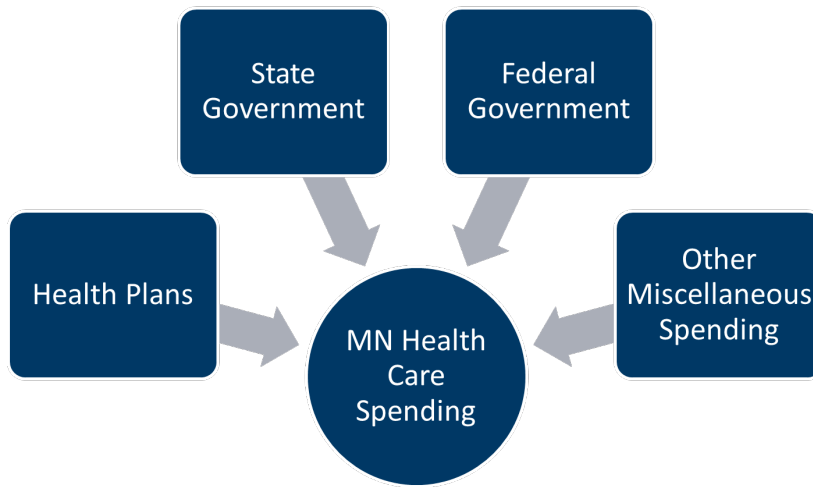 State
Government
Federal
Government
Health Plans
Other
Miscellaneous
Spending
MN Health
Care
Spending